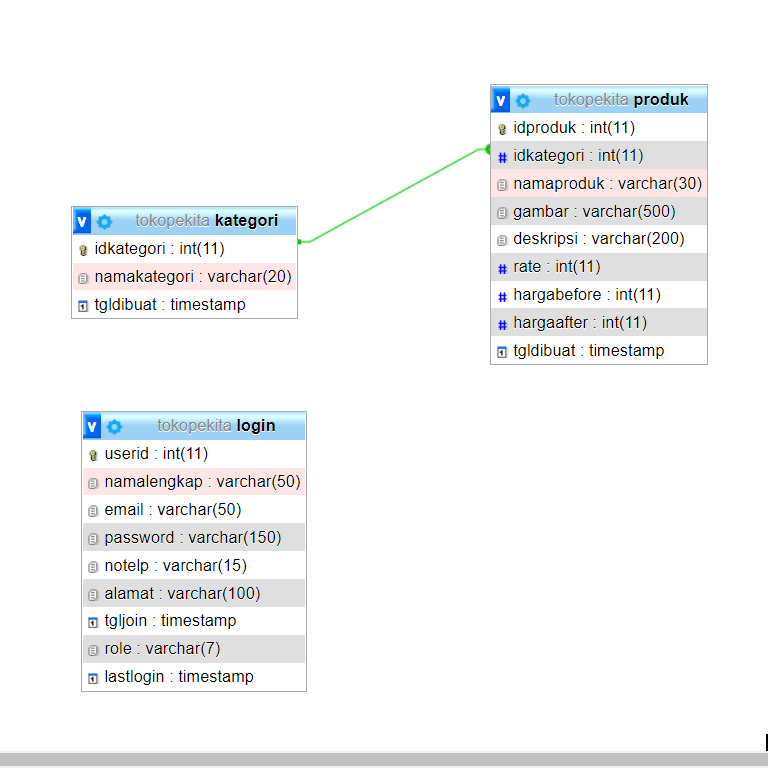 v tokopekita produk
idproduk : int(11)
# idkategori : int(11)
namaproduk : varchar(30)
gambar : varchar(500)
deskripsi : varchar(200)
# rate : int(11)
# hargabefore : int(11)
# hargaafter : int(11)
tgldibuat : timestamp
v tokopekita kategori
idkategori : int(11)
namakategori : varchar(20)
tgldibuat : timestamp
v tokopekita login
userid : int(11)
namalengkap : varchar(50)
email : varchar(50)
password : varchar(150)
notelp : varchar(15)
alamat : varchar(100)
tgljoin : timestamp
role : varchar(7)
lastlogin : timestamp